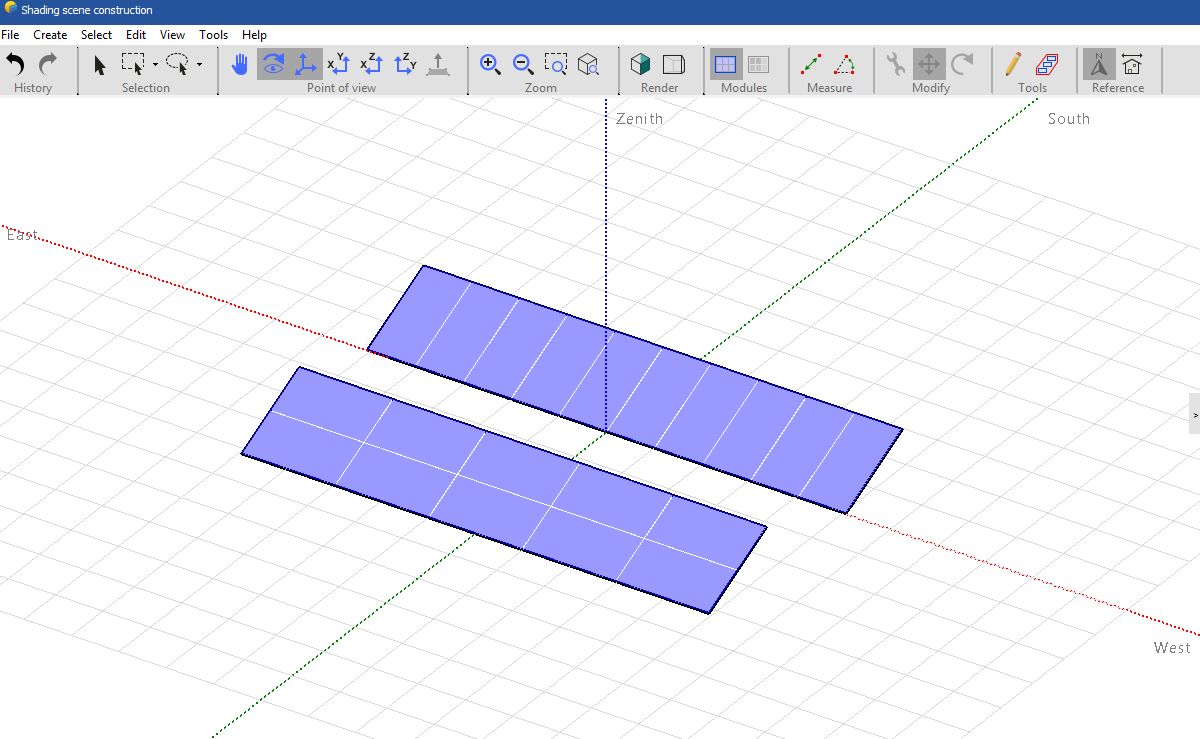 Shading scene construction
File Create Select Edit View Tools Help
X Y X Z Z Y N
History Selection Point of view Zoom Render Modules Measure Modify Tools Reference
Zenith South
East
>
West